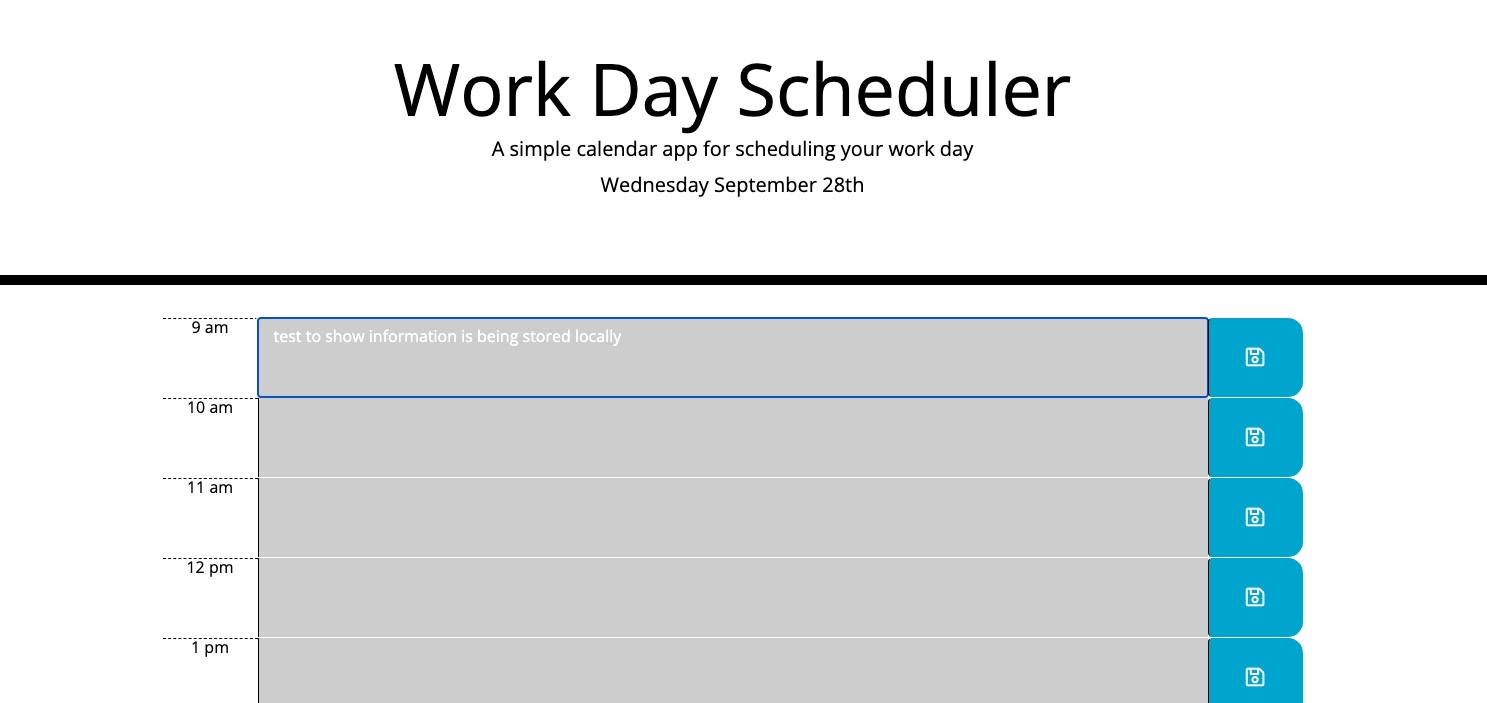 Work Day Scheduler
A simple calendar app for scheduling your work day
Wednesday September 28th
9 am
test to show information is being stored locally
10 am
11 am
12 pm
1 pm